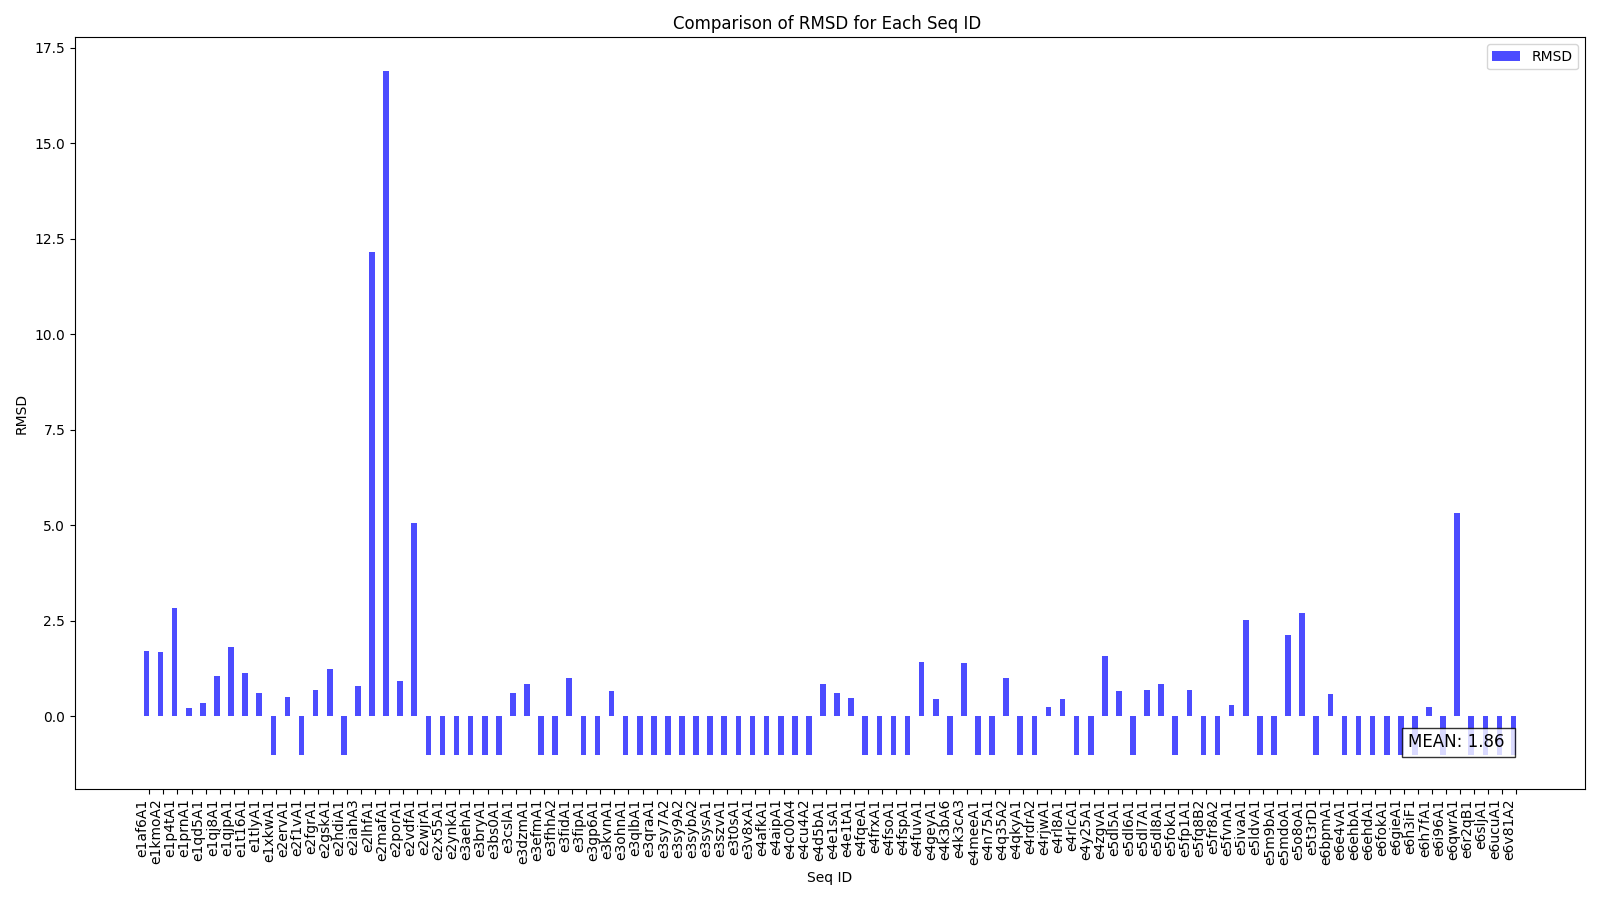 Comparison of RMSD for Each Seq ID
RMSD
17.5
15.0
12.5
10.0
7.5
5.0
2.5
0.0
RMSD
MEAN: 1.86
e1af6A1
e1kmoA2
e1p4tA1
e1prnA1
e1qd5A1
e1qj8A1
e1qjpA1
e1t16A1
e1tlyA1
e1xkwA1
e2ervA1
e2f1vA1
e2fgrA1
e2gskA1
e2hdiA1
e2iahA3
e2lhfA1
e2mafA1
e2porA1
e2vdfA1
e2wjrA1
e2x55A1
e2ynkA1
e3aehA1
e3bryA1
e3bs0A1
e3cslA1
e3dzmA1
e3efmA1
e3fhhA2
e3fidA1
e3fipA1
e3gp6A1
e3kvnA1
e3ohnA1
e3qlbA1
e3qraA1
e3sy7A2
e3sy9A2
e3sybA2
e3sysA1
e3szvA1
e3t0sA1
e3v8xA1
e4afkA1
e4aipA1
e4c00A4
e4cu4A2
e4d5bA1
e4e1sA1
e4e1tA1
e4fqeA1
e4frxA1
e4fsoA1
e4fspA1
e4fuvA1
e4geyA1
e4k3bA6
e4k3cA3
e4meeA1
e4n75A1
e4q35A2
e4qkyA1
e4rdrA2
e4rjwA1
e4rl8A1
e4rlcA1
e4y25A1
e4zgvA1
e5dl5A1
e5dl6A1
e5dl7A1
e5dl8A1
e5fokA1
e5fp1A1
e5fq8B2
e5fr8A2
e5fvnA1
e5ivaA1
e5ldvA1
e5m9bA1
e5mdoA1
e5o8oA1
e5t3rD1
e6bpmA1
e6e4vA1
e6ehbA1
e6ehdA1
e6fokA1
e6gieA1
e6h3iF1
e6h7fA1
e6i96A1
e6qwrA1
e6r2qB1
e6sljA1
e6ucuA1
e6v81A2
Seq ID